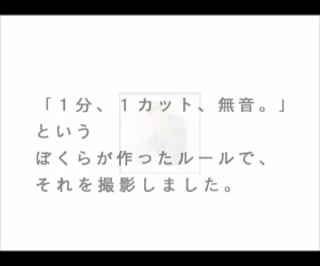 「１分、１カット、無音。」
という
ぼくらが作ったルールで、
それを撮影しました。